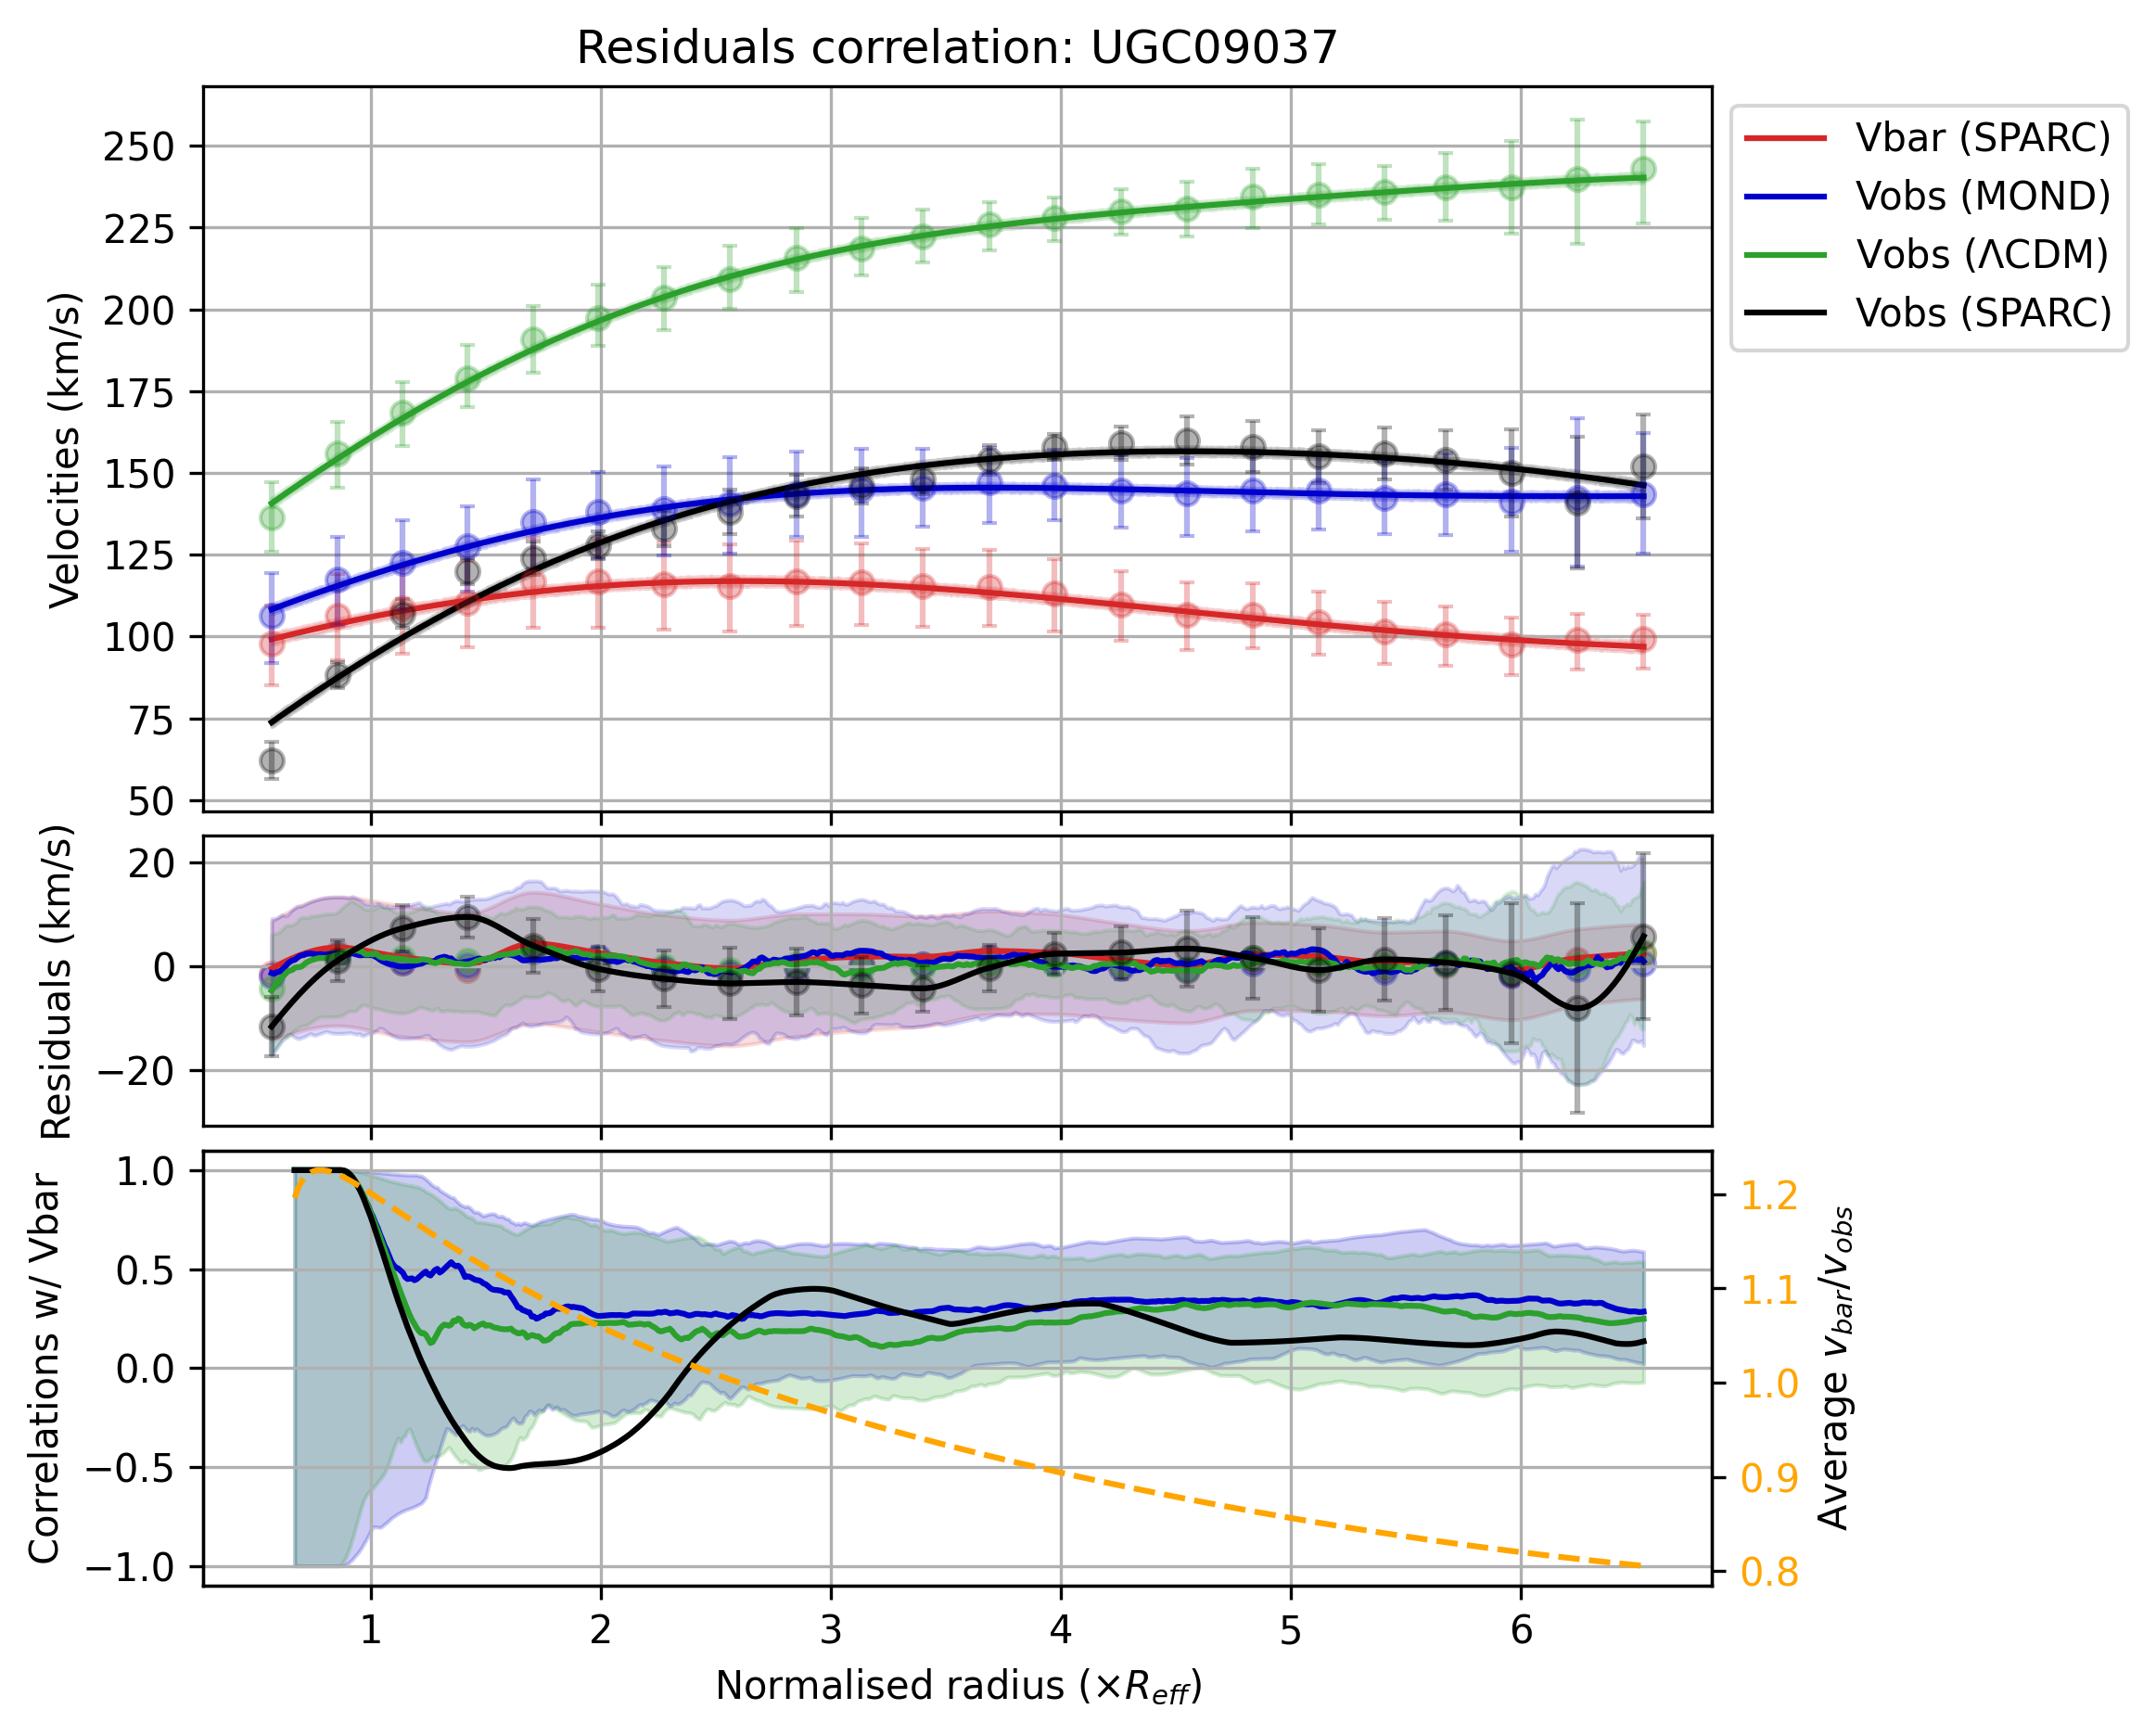 Residuals correlation: UGC09037
Velocities (km/s)
250
225
200
175
150
125
100
75
50
Vbar (SPARC)
Vobs (MOND)
Vobs (ΛCDM)
Vobs (SPARC)
Residuals (km/s)
20
0
−20
Correlations w/ Vbar
1.0
0.5
0.0
−0.5
−1.0
1.2
1.1
1.0
0.9
0.8
Average v_bar/v_obs
1 2 3 4 5 6
Normalised radius (×R_eff)